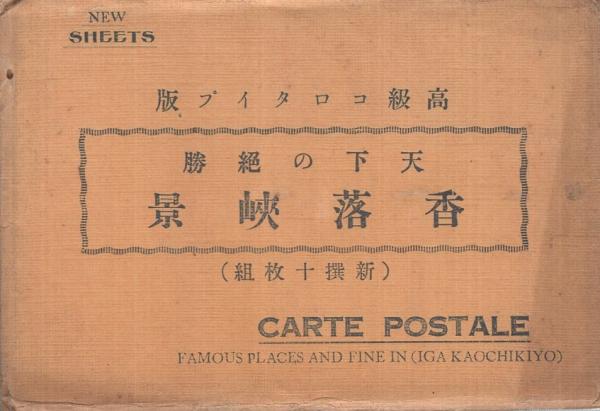 NEW
SHEETS
高級コロタイプ版
天下の絶勝
香落峽景
（新撰十枚組）
CARTE POSTALE
FAMOUS PLACES AND FINE IN (IGA KAOCHIKIYO)